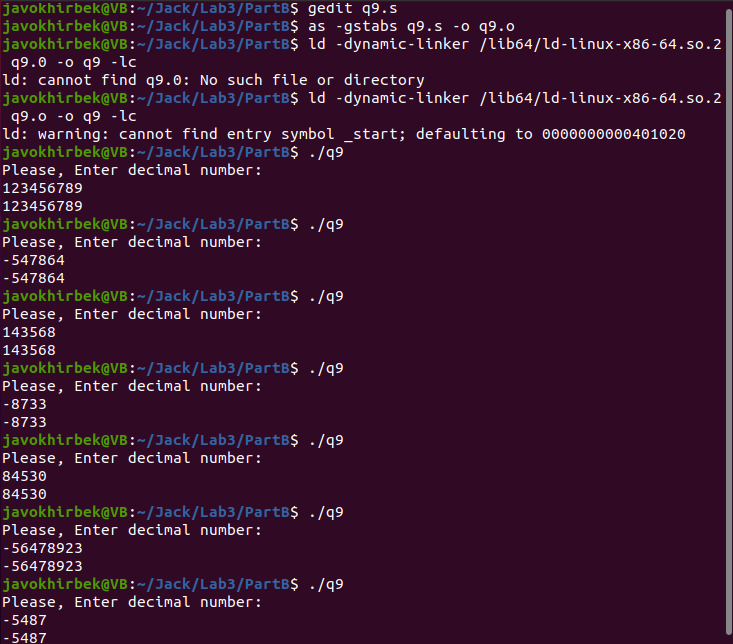 javokhirbek@VB:~/Jack/Lab3/PartB$ gedit q9.s
javokhirbek@VB:~/Jack/Lab3/PartB$ as -gstabs q9.s -o q9.o
javokhirbek@VB:~/Jack/Lab3/PartB$ ld -dynamic-linker /lib64/ld-linux-x86-64.so.2
 q9.0 -o q9 -lc
ld: cannot find q9.0: No such file or directory
javokhirbek@VB:~/Jack/Lab3/PartB$ ld -dynamic-linker /lib64/ld-linux-x86-64.so.2
 q9.o -o q9 -lc
ld: warning: cannot find entry symbol _start; defaulting to 0000000000401020
javokhirbek@VB:~/Jack/Lab3/PartB$ ./q9
Please, Enter decimal number:
123456789
123456789
javokhirbek@VB:~/Jack/Lab3/PartB$ ./q9
Please, Enter decimal number:
-547864
-547864
javokhirbek@VB:~/Jack/Lab3/PartB$ ./q9
Please, Enter decimal number:
143568
143568
javokhirbek@VB:~/Jack/Lab3/PartB$ ./q9
Please, Enter decimal number:
-8733
-8733
javokhirbek@VB:~/Jack/Lab3/PartB$ ./q9
Please, Enter decimal number:
84530
84530
javokhirbek@VB:~/Jack/Lab3/PartB$ ./q9
Please, Enter decimal number:
-56478923
-56478923
javokhirbek@VB:~/Jack/Lab3/PartB$ ./q9
Please, Enter decimal number:
-5487
-5487